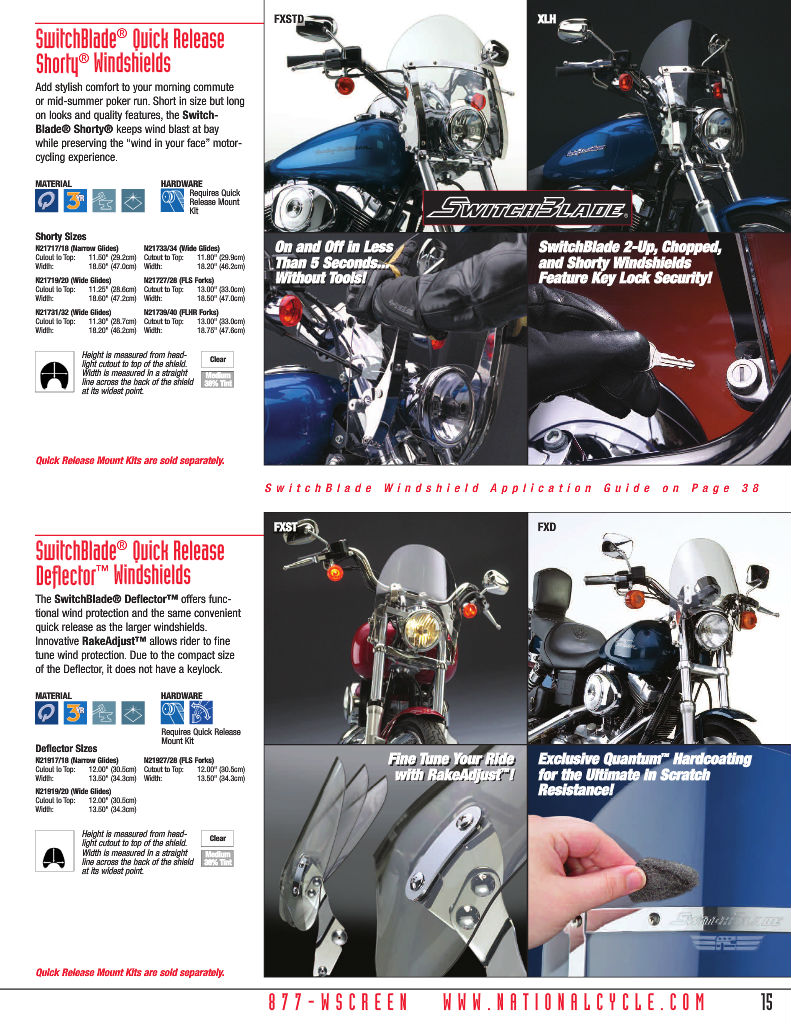 SwitchBlade® Quick Release
Shorty® Windshields
Add stylish comfort to your morning commute
or mid-summer poker run. Short in size but long
on looks and quality features, the Switch-
Blade® Shorty® keeps wind blast at bay
while preserving the “wind in your face” motor-
cycling experience.
MATERIAL
Q 3YR
HARDWARE
Requires Quick
Release Mount
Kit
Shorty Sizes
N21717/18 (Narrow Glides)
Cutout to Top: 11.50" (29.2cm)
Width: 18.50" (47.0cm)
N21733/34 (Wide Glides)
Cutout to Top: 11.80" (29.9cm)
Width: 18.20" (46.2cm)
N21719/20 (Wide Glides)
Cutout to Top: 11.25" (28.6cm)
Width: 18.60" (47.2cm)
N21727/28 (FLS Forks)
Cutout to Top: 13.00" (33.0cm)
Width: 18.50" (47.0cm)
N21731/32 (Wide Glides)
Cutout to Top: 11.30" (28.7cm)
Width: 18.20" (46.2cm)
N21739/40 (FLHR Forks)
Cutout to Top: 13.00" (33.0cm)
Width: 18.75" (47.6cm)
Height is measured from head-
light cutout to top of the shield.
Width is measured in a straight
line across the back of the shield
at its widest point.
Clear
Medium
36% Tint
Quick Release Mount Kits are sold separately.
FXSTD
XLH
SWITCHBLADE®
On and Off in Less
Than 5 Seconds...
Without Tools!
SwitchBlade 2-Up, Chopped,
and Shorty Windshields
Feature Key Lock Security!
SwitchBlade Windshield Application Guide on Page 38
SwitchBlade® Quick Release
Deflector™ Windshields
The SwitchBlade® Deflector™ offers func-
tional wind protection and the same convenient
quick release as the larger windshields.
Innovative RakeAdjust™ allows rider to fine
tune wind protection. Due to the compact size
of the Deflector, it does not have a keylock.
MATERIAL
Q 3YR
HARDWARE
Requires Quick Release
Mount Kit
Deflector Sizes
N21917/18 (Narrow Glides)
Cutout to Top: 12.00" (30.5cm)
Width: 13.50" (34.3cm)
N21927/28 (FLS Forks)
Cutout to Top: 12.00" (30.5cm)
Width: 13.50" (34.3cm)
N21919/20 (Wide Glides)
Cutout to Top: 12.00" (30.5cm)
Width: 13.50" (34.3cm)
Height is measured from head-
light cutout to top of the shield.
Width is measured in a straight
line across the back of the shield
at its widest point.
Clear
Medium
36% Tint
Quick Release Mount Kits are sold separately.
FXST
FXD
Fine Tune Your Ride
with RakeAdjust™!
Exclusive Quantum™ Hardcoating
for the Ultimate in Scratch
Resistance!
SWITCHBLADE
877-WSCREEN WWW.NATIONALCYCLE.COM 15